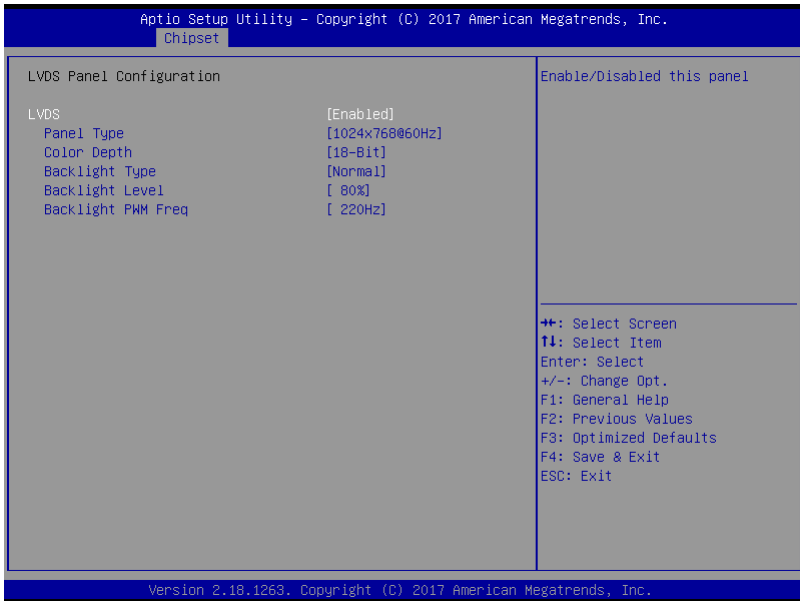 Aptio Setup Utility – Copyright (C) 2017 American Megatrends, Inc.
Chipset
LVDS Panel Configuration
LVDS [Enabled]
Panel Type [1024x768@60Hz]
Color Depth [18-Bit]
Backlight Type [Normal]
Backlight Level [ 80%]
Backlight PWM Freq [ 220Hz]
Enable/Disabled this panel
→←: Select Screen
↑↓: Select Item
Enter: Select
+/-: Change Opt.
F1: General Help
F2: Previous Values
F3: Optimized Defaults
F4: Save & Exit
ESC: Exit
Version 2.18.1263. Copyright (C) 2017 American Megatrends, Inc.